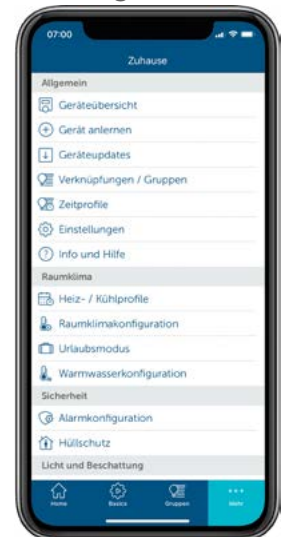 07:00
Zuhause
Allgemein
Geräteübersicht
Gerät anlernen
Geräteupdates
Verknüpfungen / Gruppen
Zeitprofile
Einstellungen
Info und Hilfe
Raumklima
Heiz- / Kühlprofile
Raumklimakonfiguration
Urlaubsmodus
Warmwasserkonfiguration
Sicherheit
Alarmkonfiguration
Hüllschutz
Licht und Beschattung
Home Basics Gruppen Mehr